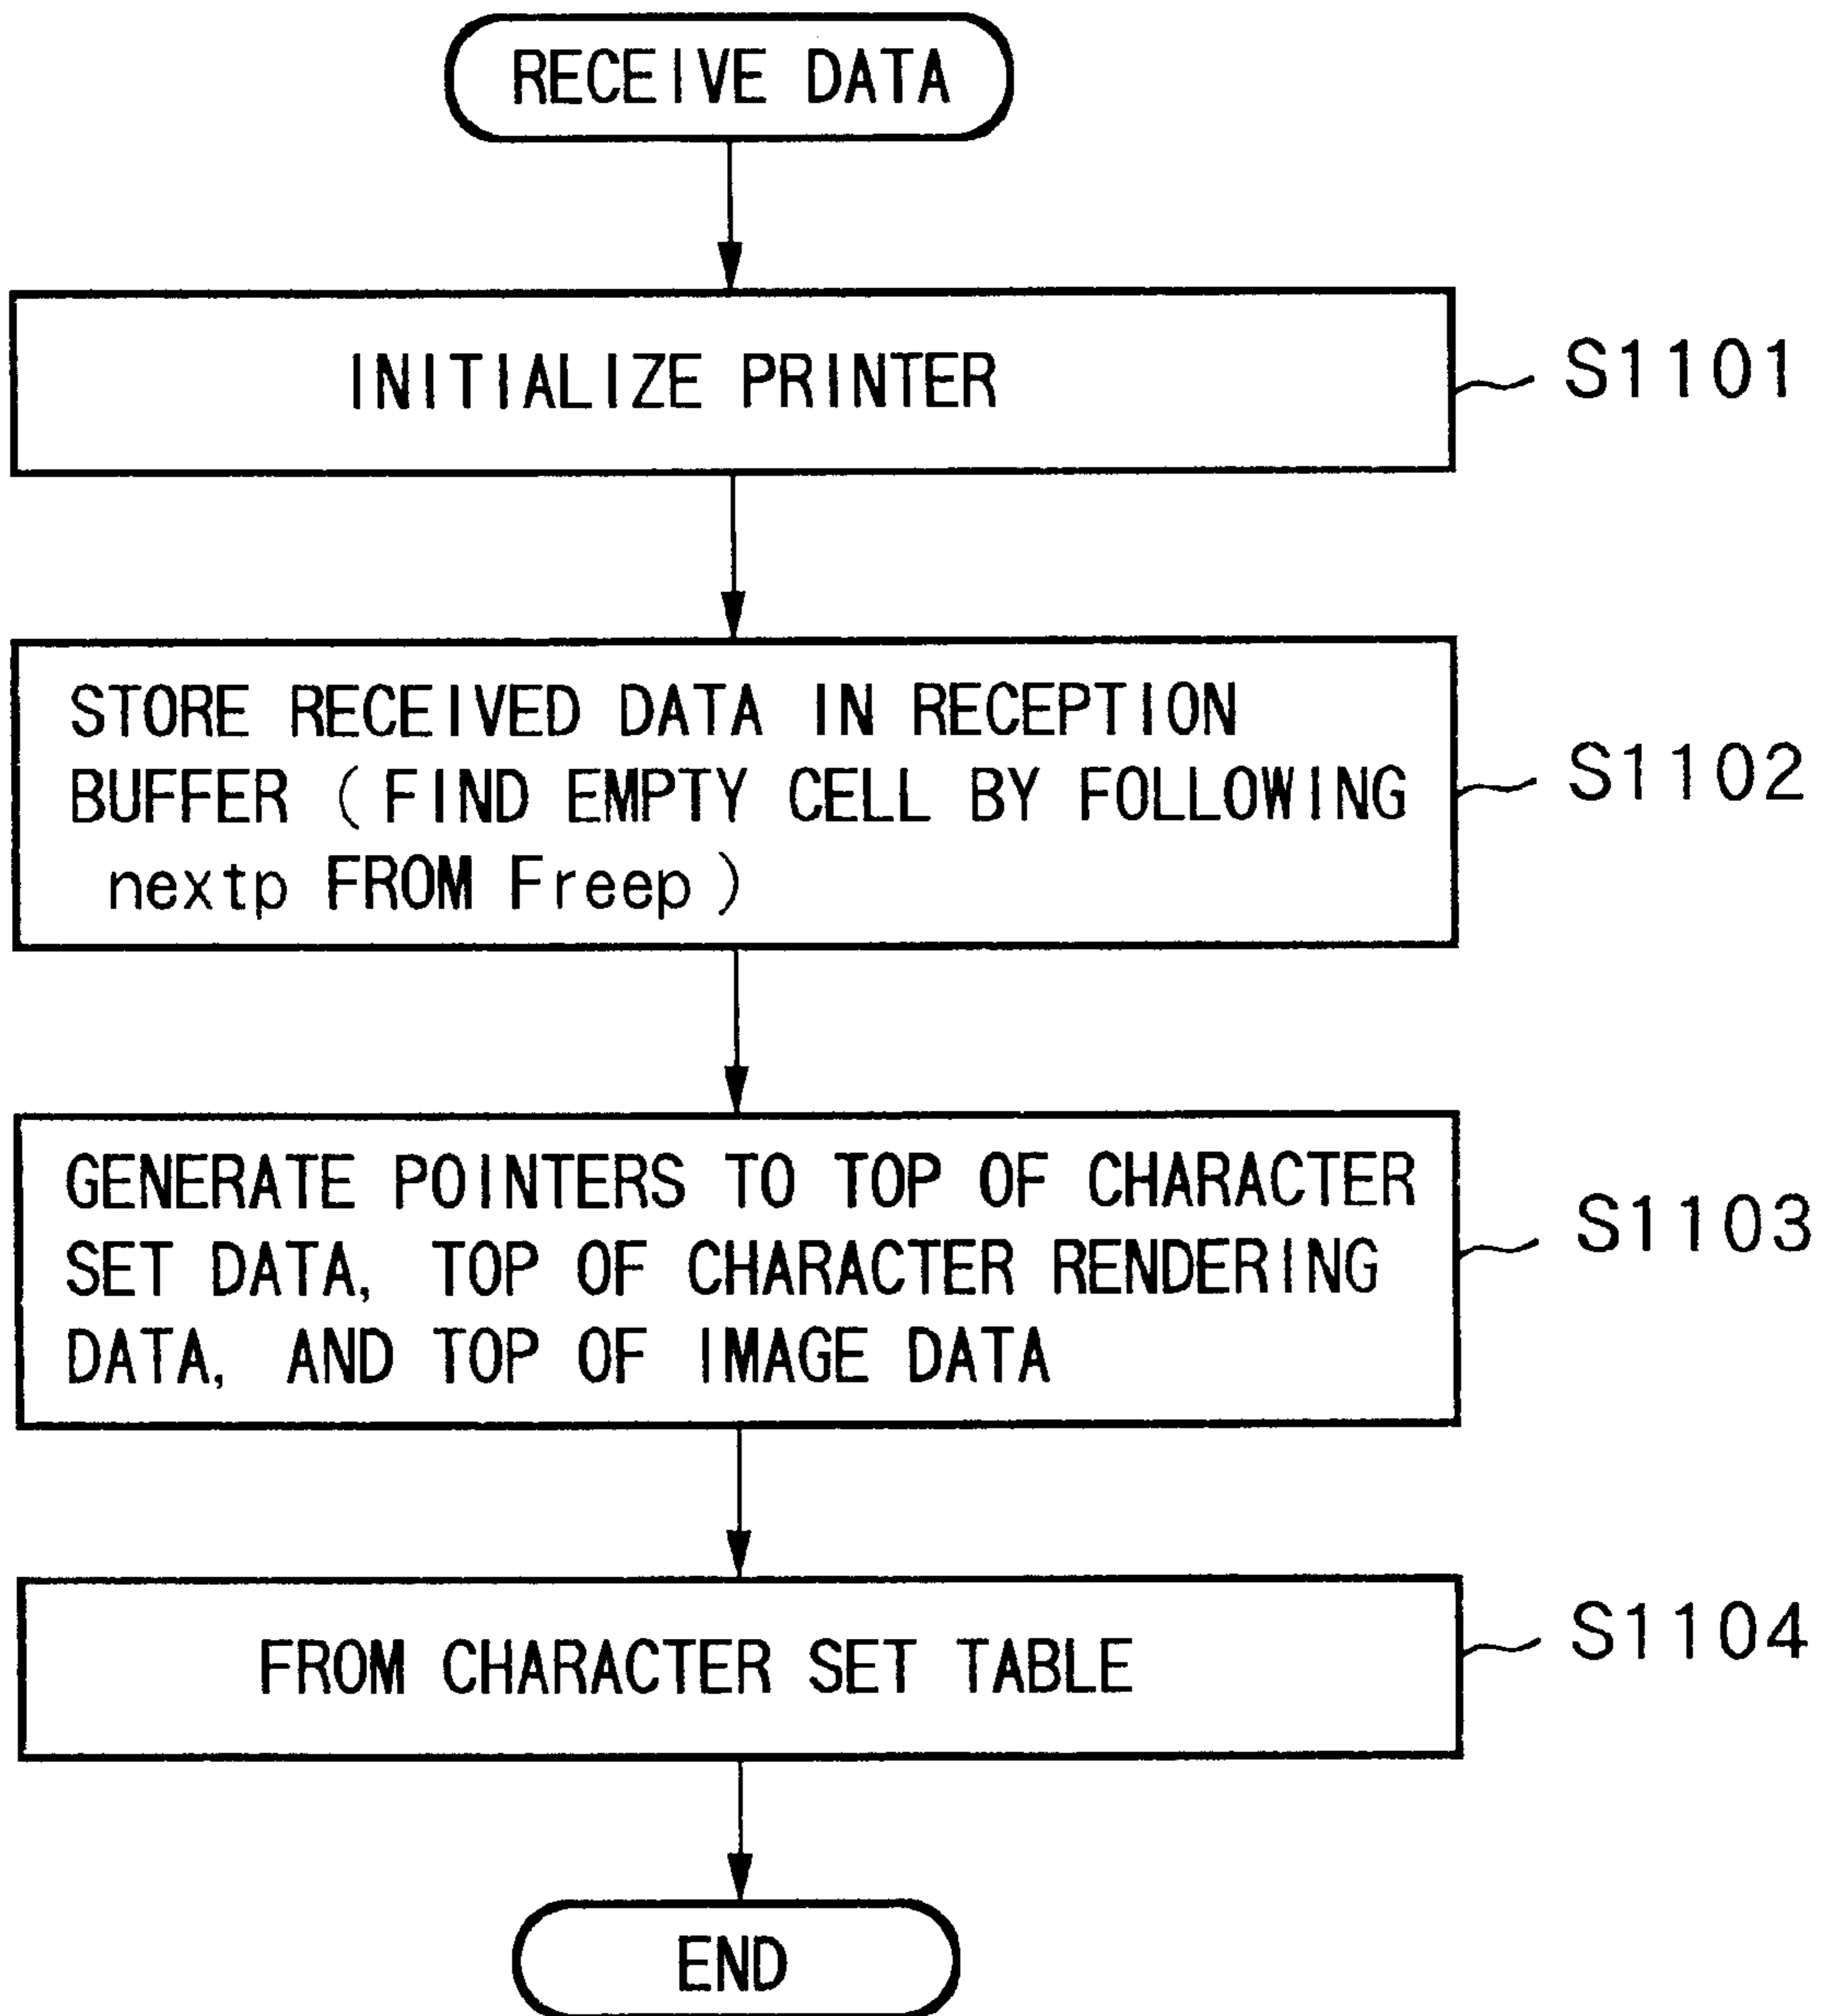 RECEIVE DATA
INITIALIZE PRINTER
S1101
STORE RECEIVED DATA IN RECEPTION
BUFFER (FIND EMPTY CELL BY FOLLOWING
nextp FROM Freep)
S1102
GENERATE POINTERS TO TOP OF CHARACTER
SET DATA, TOP OF CHARACTER RENDERING
DATA, AND TOP OF IMAGE DATA
S1103
FROM CHARACTER SET TABLE
S1104
END